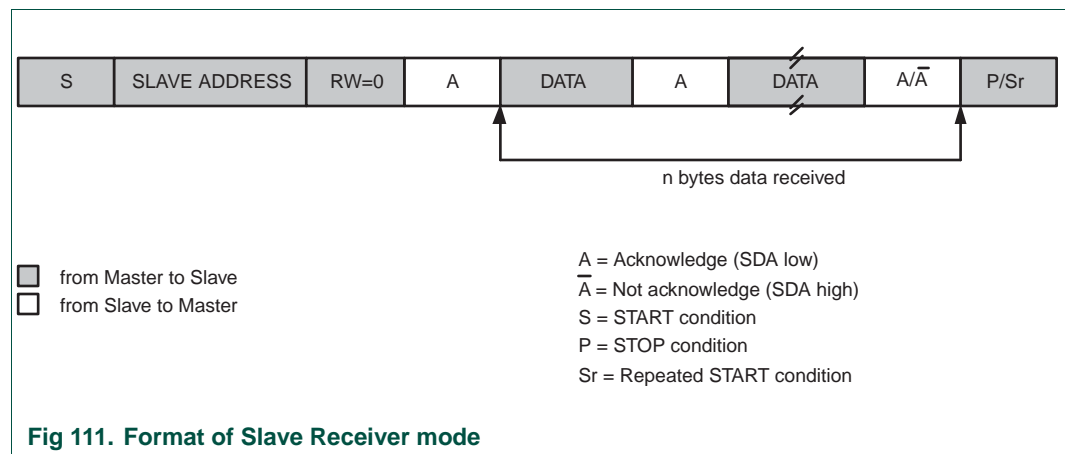 S SLAVE ADDRESS RW=0 A DATA A DATA A/A̅ P/Sr
n bytes data received
from Master to Slave
from Slave to Master
A = Acknowledge (SDA low)
A̅ = Not acknowledge (SDA high)
S = START condition
P = STOP condition
Sr = Repeated START condition
Fig 111. Format of Slave Receiver mode